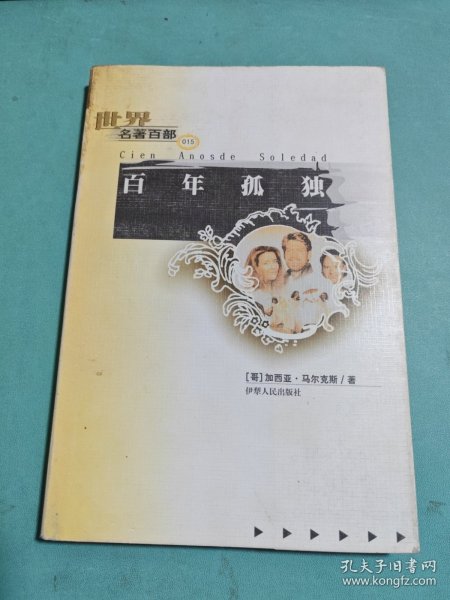 世界
名著百部
015
Cien Anosde Soledad
百年孤独
[哥]加西亚·马尔克斯/著
伊犁人民出版社
孔夫子旧书网
www.kongfz.com